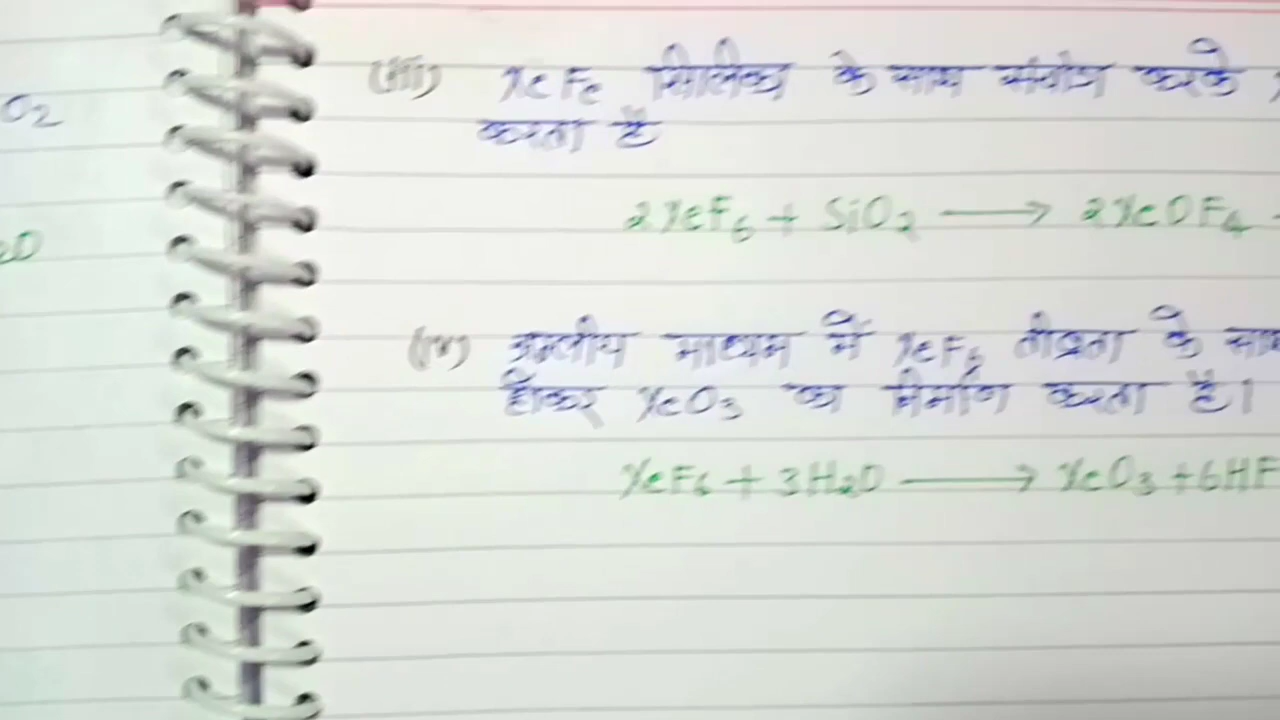 O2
(iii) XeF6 सिलिका के साथ संयोग करके
करता है
2XeF6 + SiO2 ⟶ 2XeOF4
(iv) अम्लीय माध्यम में XeF6 तीव्रता के साथ
होकर XeO3 का निर्माण करता है।
XeF6 + 3H2O ⟶ XeO3 + 6HF